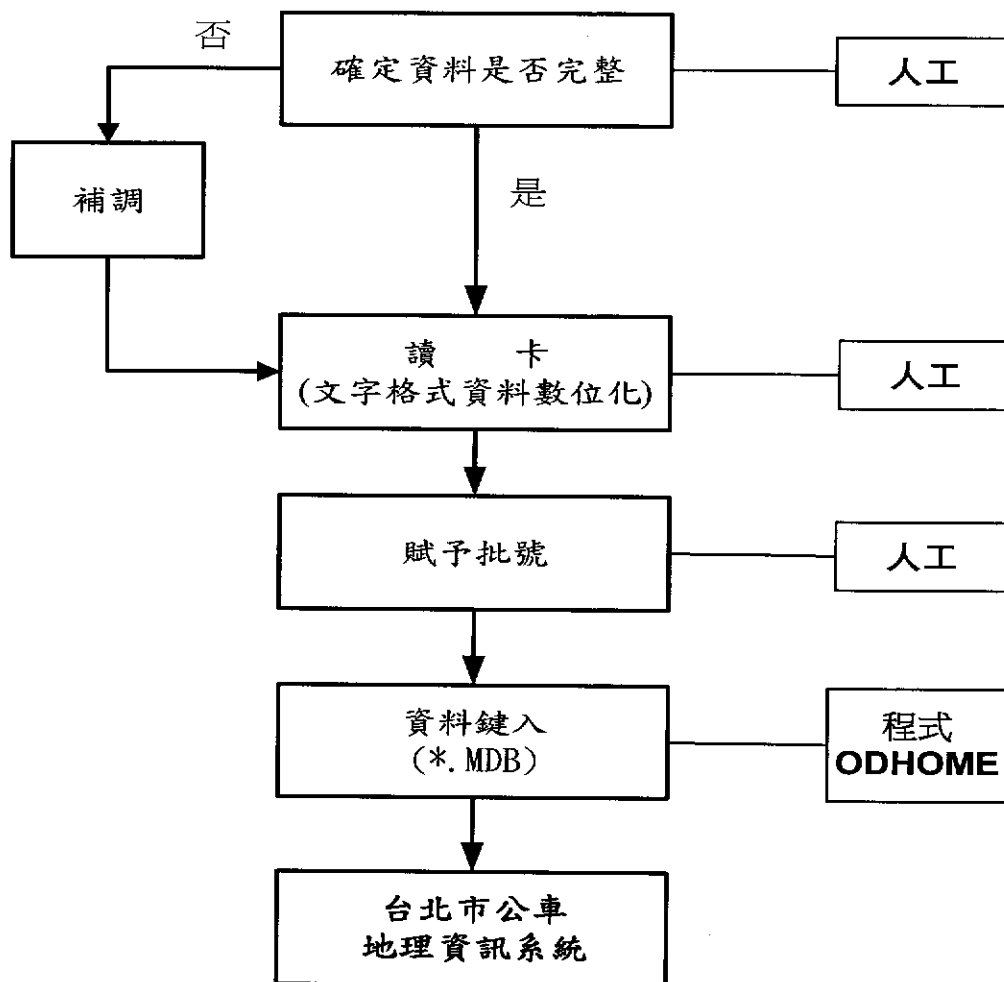 否
確定資料是否完整
人工
補調
是
讀 卡
(文字格式資料數位化)
人工
賦予批號
人工
資料鍵入
(*.MDB)
程式
ODHOME
台北市公車
地理資訊系統